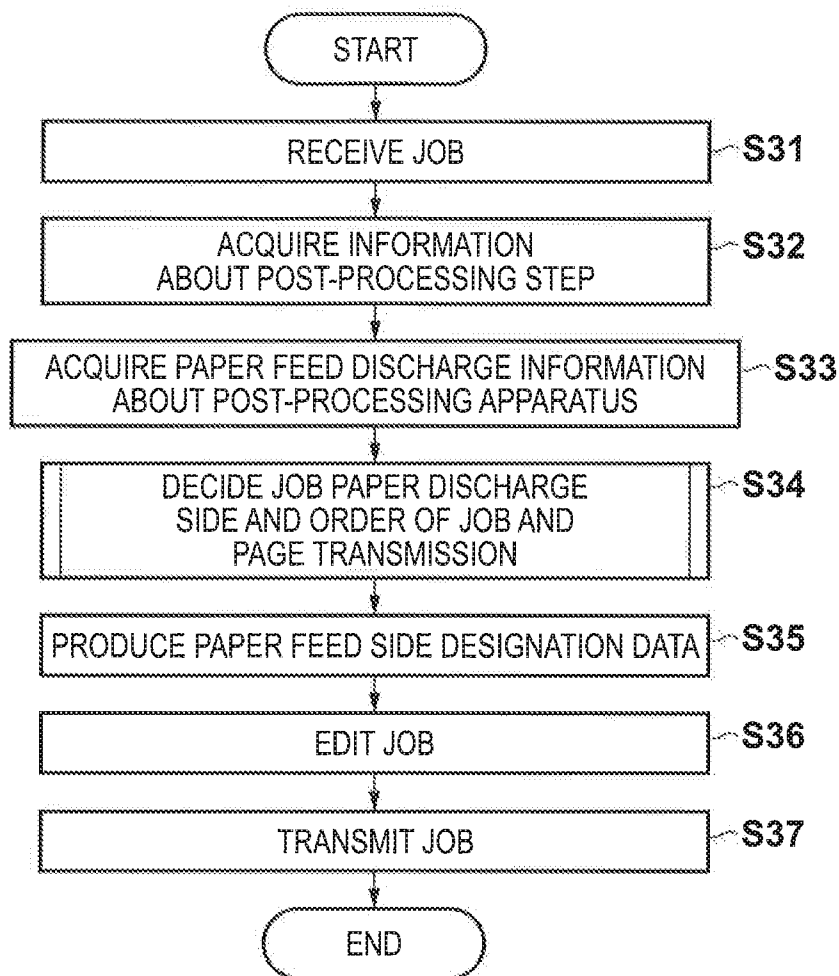 START
RECEIVE JOB
S31
ACQUIRE INFORMATION
ABOUT POST-PROCESSING STEP
S32
ACQUIRE PAPER FEED DISCHARGE INFORMATION
ABOUT POST-PROCESSING APPARATUS
S33
DECIDE JOB PAPER DISCHARGE
SIDE AND ORDER OF JOB AND
PAGE TRANSMISSION
S34
PRODUCE PAPER FEED SIDE DESIGNATION DATA
S35
EDIT JOB
S36
TRANSMIT JOB
S37
END